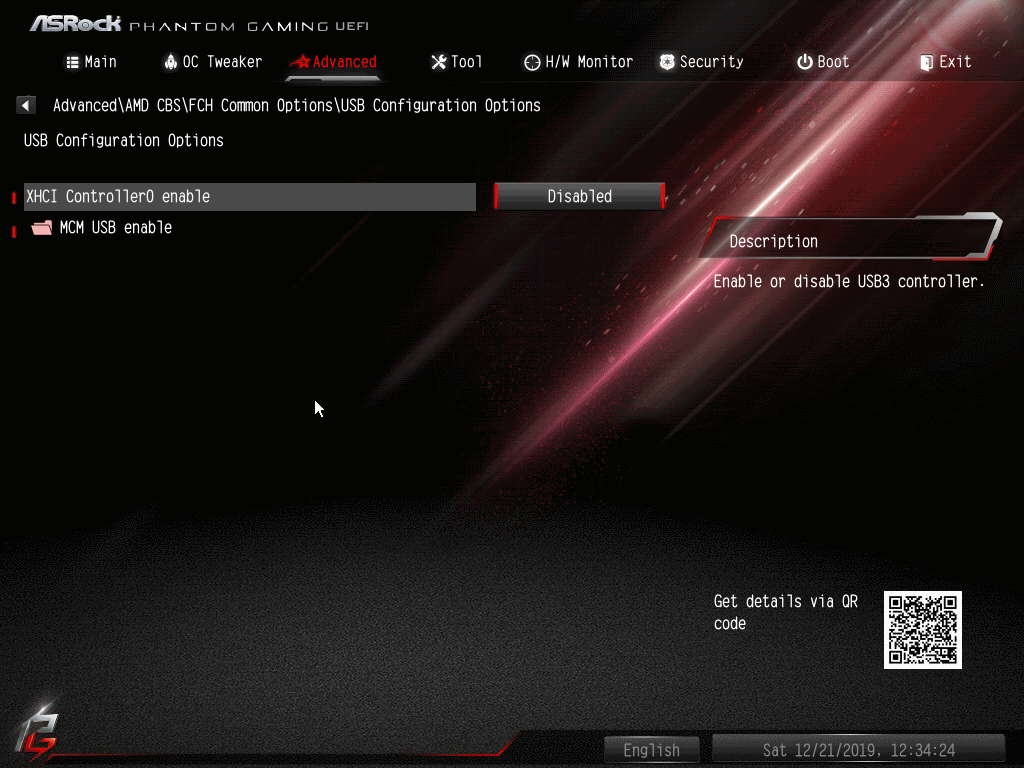 ASRock PHANTOM GAMING UEFI
Main OC Tweaker Advanced Tool H/W Monitor Security Boot Exit
Advanced\AMD CBS\FCH Common Options\USB Configuration Options
USB Configuration Options
XHCI Controller0 enable Disabled
MCM USB enable
Description
Enable or disable USB3 controller.
Get details via QR
code
English Sat 12/21/2019, 12:34:24